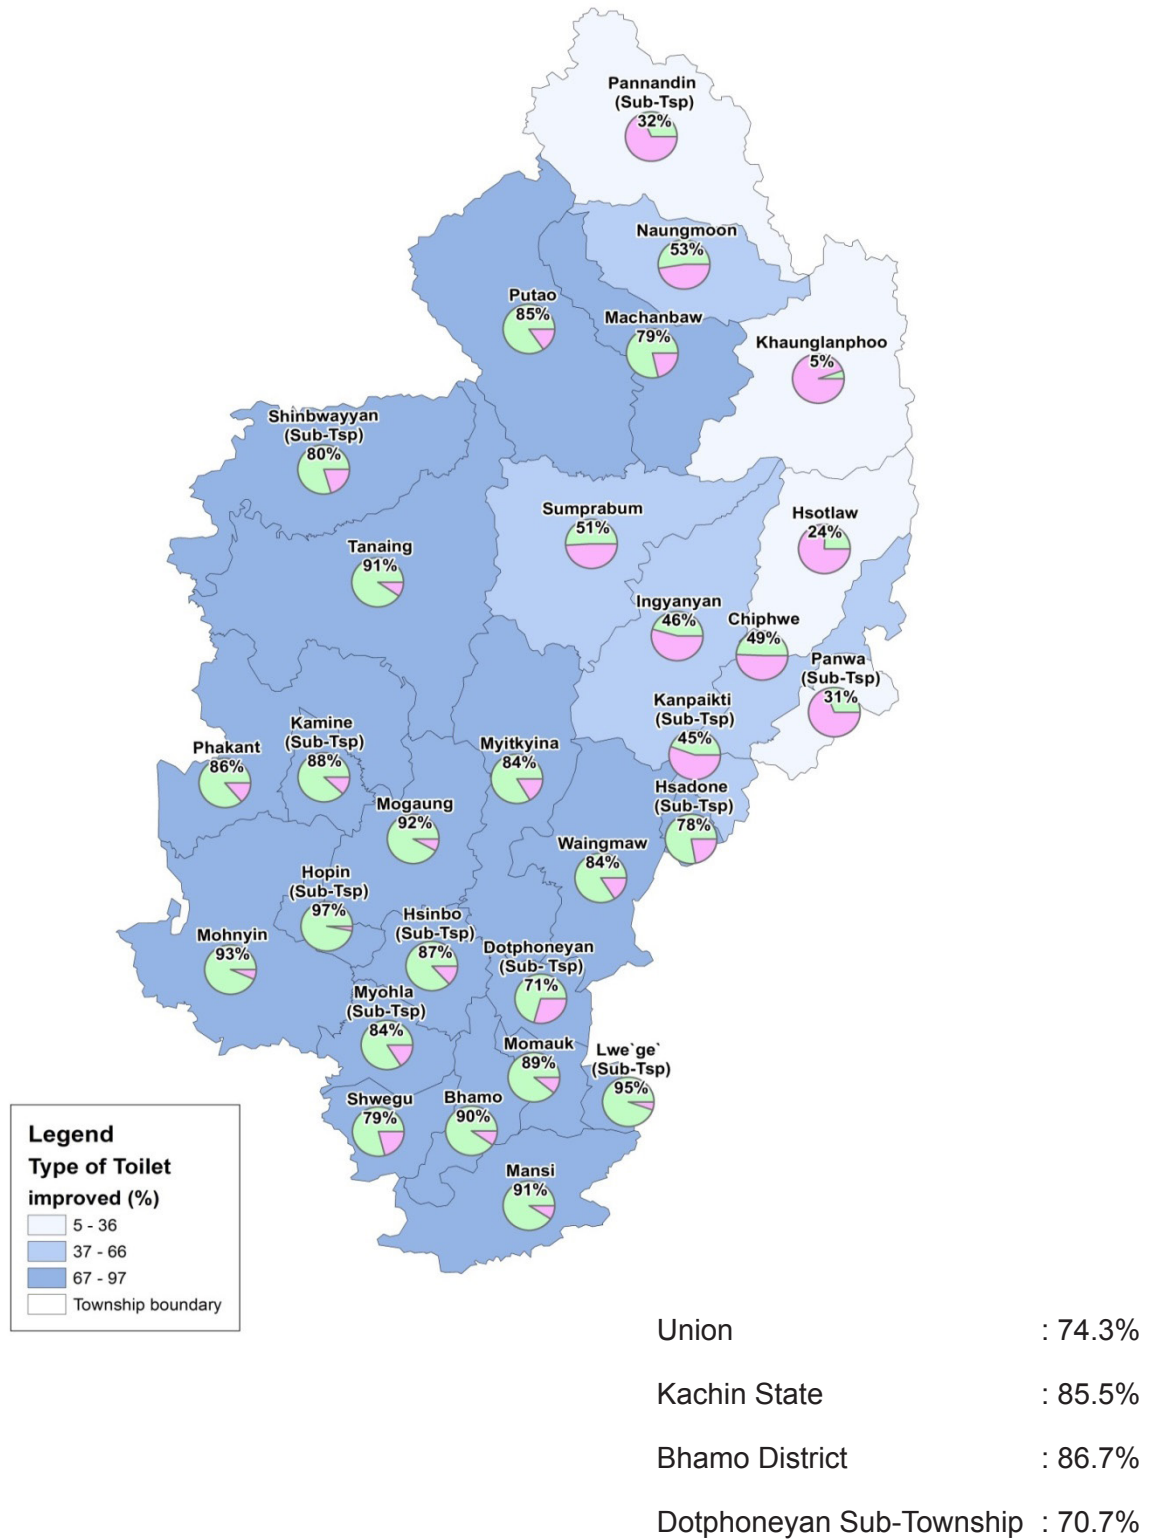 Pannandin
(Sub-Tsp)
32%
Naungmoon
53%
Putao
85%
Machanbaw
79%
Khaunglanphoo
5%
Shinbwayyan
(Sub-Tsp)
80%
Sumprabum
51%
Hsotlaw
24%
Tanaing
91%
Ingyanyan
46%
Chiphwe
49%
Panwa
(Sub-Tsp)
31%
Kanpaikti
(Sub-Tsp)
45%
Kamine
(Sub-Tsp)
88%
Phakant
86%
Myitkyina
84%
Hsadone
(Sub-Tsp)
78%
Mogaung
92%
Waingmaw
84%
Hopin
(Sub-Tsp)
97%
Hsinbo
(Sub-Tsp)
87%
Mohnyin
93%
Dotphoneyan
(Sub- Tsp)
71%
Myohla
(Sub-Tsp)
84%
Momauk
89%
Lwe`ge`
(Sub-Tsp)
95%
Shwegu
79%
Bhamo
90%
Mansi
91%
Legend
Type of Toilet
improved (%)
5 - 36
37 - 66
67 - 97
Township boundary
Union : 74.3%
Kachin State : 85.5%
Bhamo District : 86.7%
Dotphoneyan Sub-Township : 70.7%